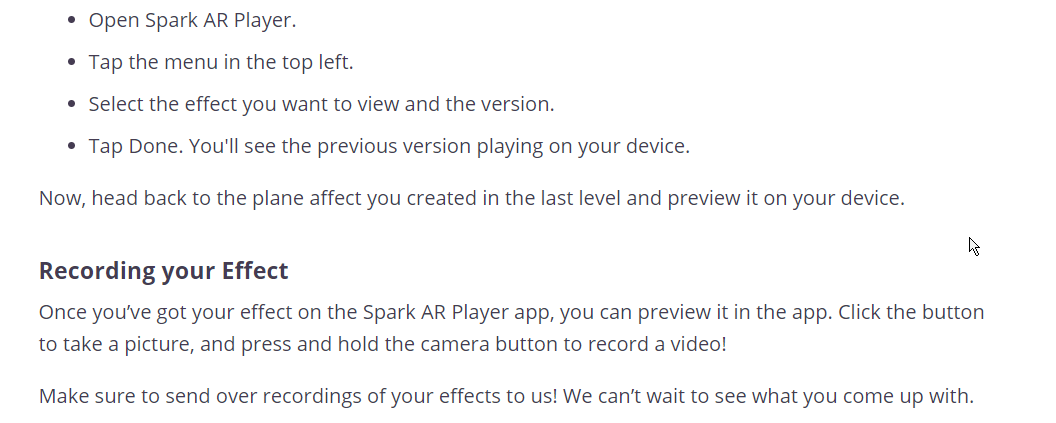 • Open Spark AR Player.
• Tap the menu in the top left.
• Select the effect you want to view and the version.
• Tap Done. You'll see the previous version playing on your device.
Now, head back to the plane affect you created in the last level and preview it on your device.
Recording your Effect
Once you’ve got your effect on the Spark AR Player app, you can preview it in the app. Click the button
to take a picture, and press and hold the camera button to record a video!
Make sure to send over recordings of your effects to us! We can’t wait to see what you come up with.